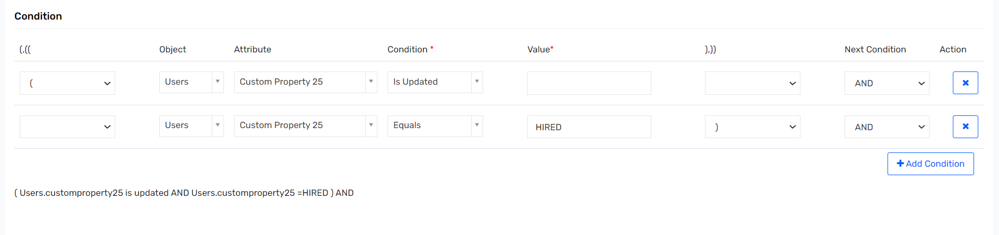 Condition
(,(( Object Attribute Condition * Value* ),)) Next Condition Action
( Users Custom Property 25 Is Updated AND
Users Custom Property 25 Equals HIRED ) AND
Add Condition
( Users.customproperty25 is updated AND Users.customproperty25 =HIRED ) AND